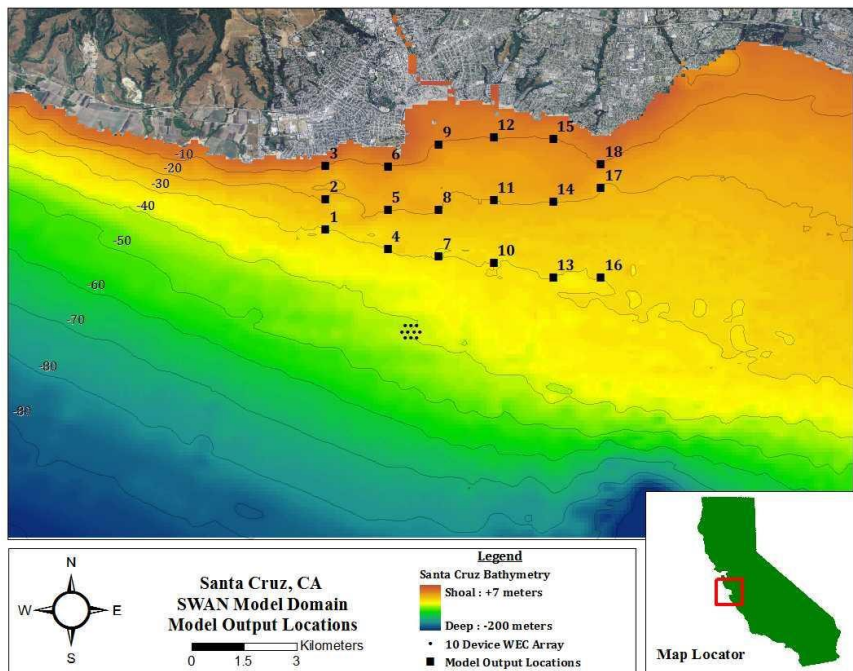 9
12
15
3
6
18
-10
-20
-30
-40
-50
-60
-70
-80
-90
2
5
8
11
14
17
1
4
7
10
13
16
Legend
Santa Cruz Bathymetry
Shoal : +7 meters
Deep : -200 meters
10 Device WEC Array
Model Output Locations
N
W
E
S
Santa Cruz, CA
SWAN Model Domain
Model Output Locations
Kilometers
0 1.5 3
Map Locator